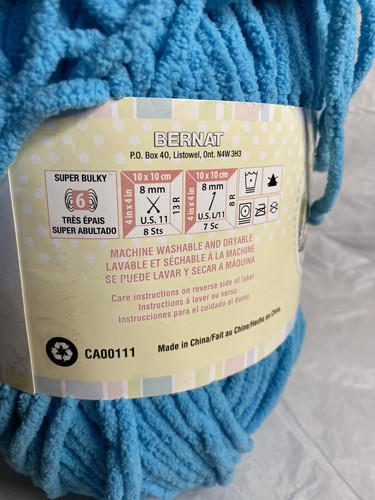 BERNAT
P.O. Box 40, Listowel, Ont. N4W 3H3
SUPER BULKY
6
TRÈS ÉPAIS
SUPER ABULTADO
10 x 10 cm
4 in x 4 in
8 mm
U.S. 11
8 Sts
13 R
10 x 10 cm
4 in x 4 in
8 mm
U.S. L/11
7 Sc
8 R
MACHINE WASHABLE AND DRYABLE
LAVABLE ET SÉCHABLE À LA MACHINE
SE PUEDE LAVAR Y SECAR A MÁQUINA
Care instructions on reverse side of label
Instructions à laver au verso
Instrucciones para el cuidado al dorso
CA00111
Made in China/Fait au Chine/Hecho en China